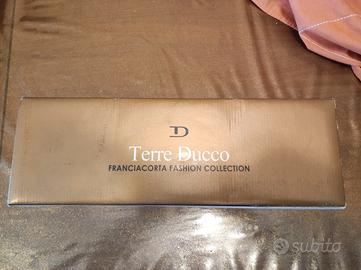 D
Terre Ducco
FRANCIACORTA FASHION COLLECTION
subito